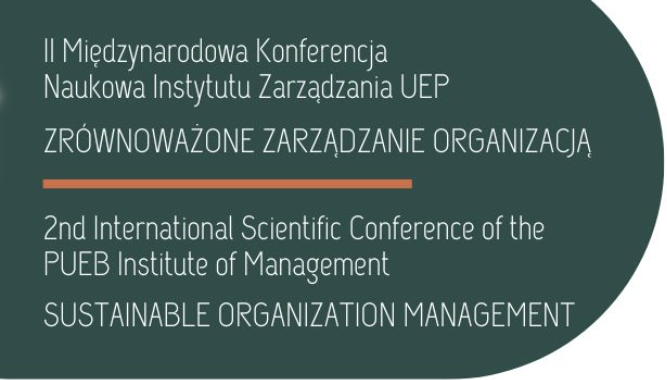 II Międzynarodowa Konferencja
Naukowa Instytutu Zarządzania UEP
ZRÓWNOWAŻONE ZARZĄDZANIE ORGANIZACJĄ
2nd International Scientific Conference of the
PUEB Institute of Management
SUSTAINABLE ORGANIZATION MANAGEMENT